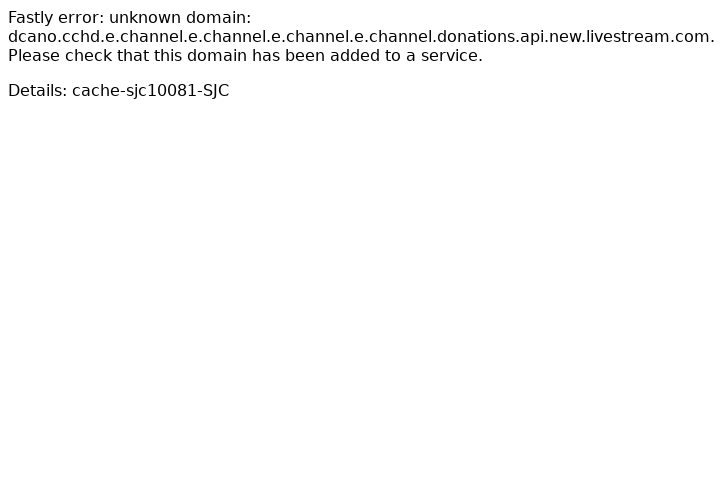 Fastly error: unknown domain:
dcano.cchd.e.channel.e.channel.e.channel.e.channel.donations.api.new.livestream.com.
Please check that this domain has been added to a service.
Details: cache-sjc10081-SJC